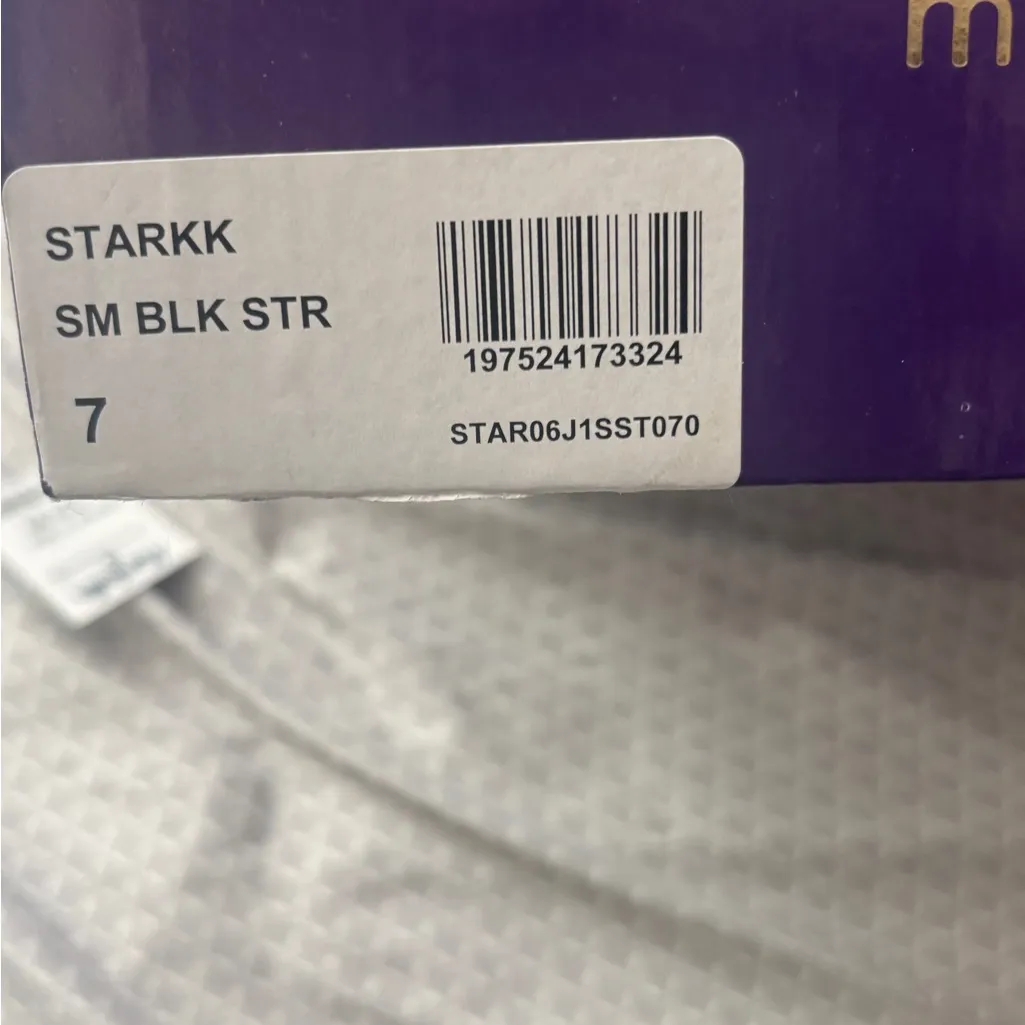 m
STARKK
SM BLK STR
7
197524173324
STAR06J1SST070